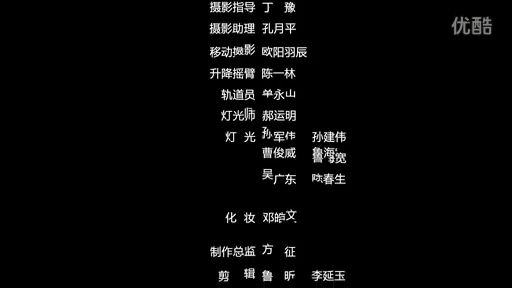 优酷
摄影指导 丁 豫
摄影助理 孔月平
移动摄影 欧阳羽辰
升降摇臂 陈一林
轨道员 单永山
灯光师 郝运明
灯 光 孙军伟 孙建伟
曹俊威 鲁海宽
吴广东 陈春生
化 妆 邓皓文
制作总监 方 征
剪 辑 鲁 昕 李延玉